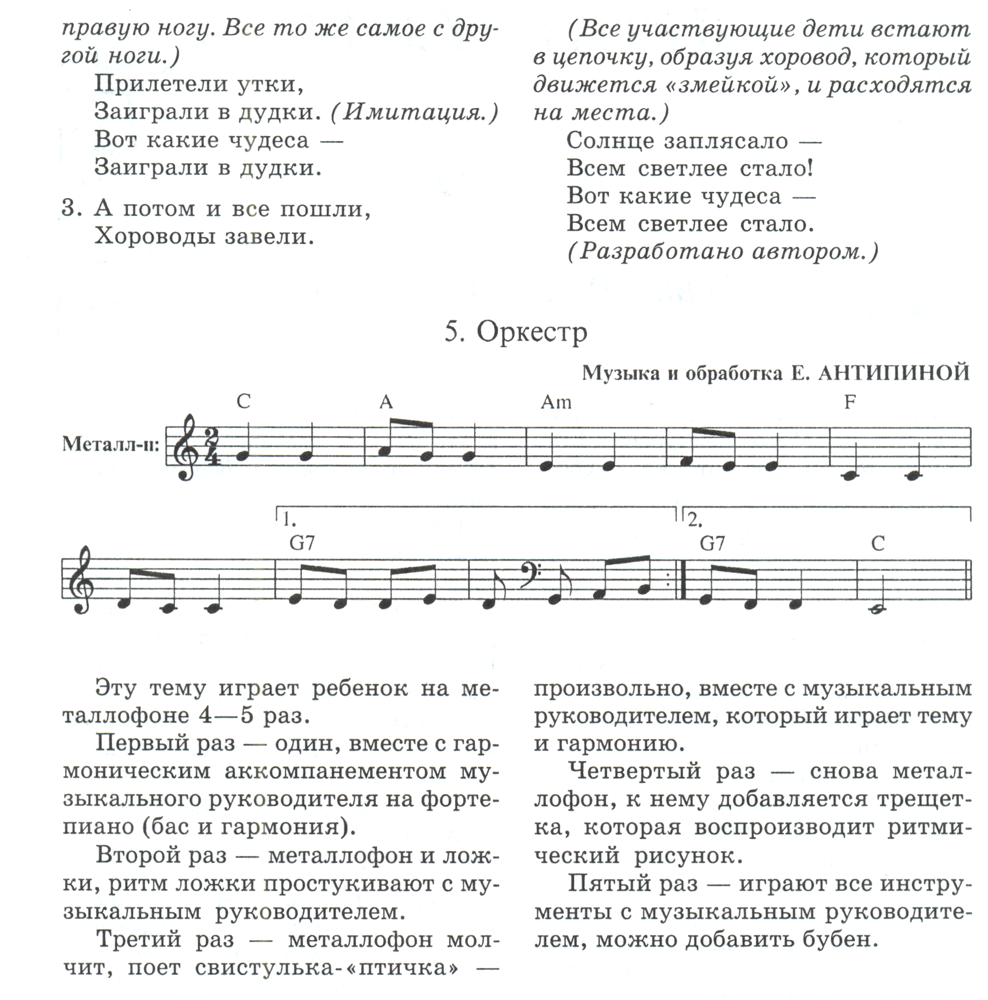 правую ногу. Все то же самое с дру-
гой ноги.)
Прилетели утки,
Заиграли в дудки. (Имитация.)
Вот какие чудеса —
Заиграли в дудки.
3. А потом и все пошли,
Хороводы завели.
(Все участвующие дети встают
в цепочку, образуя хоровод, который
движется «змейкой», и расходятся
на места.)
Солнце заплясало —
Всем светлее стало!
Вот какие чудеса —
Всем светлее стало.
(Разработано автором.)
5. Оркестр
Музыка и обработка Е. АНТИПИНОЙ
C A Am F
Металл-н: 2/4
1. 2.
G7 G7 C
Эту тему играет ребенок на ме-
таллофоне 4—5 раз.
Первый раз — один, вместе с гар-
моническим аккомпанементом му-
зыкального руководителя на форте-
пиано (бас и гармония).
Второй раз — металлофон и лож-
ки, ритм ложки простукивают с му-
зыкальным руководителем.
Третий раз — металлофон мол-
чит, поет свистулька-«птичка» —
произвольно, вместе с музыкальным
руководителем, который играет тему
и гармонию.
Четвертый раз — снова метал-
лофон, к нему добавляется трещет-
ка, которая воспроизводит ритми-
ческий рисунок.
Пятый раз — играют все инстру-
менты с музыкальным руководите-
лем, можно добавить бубен.